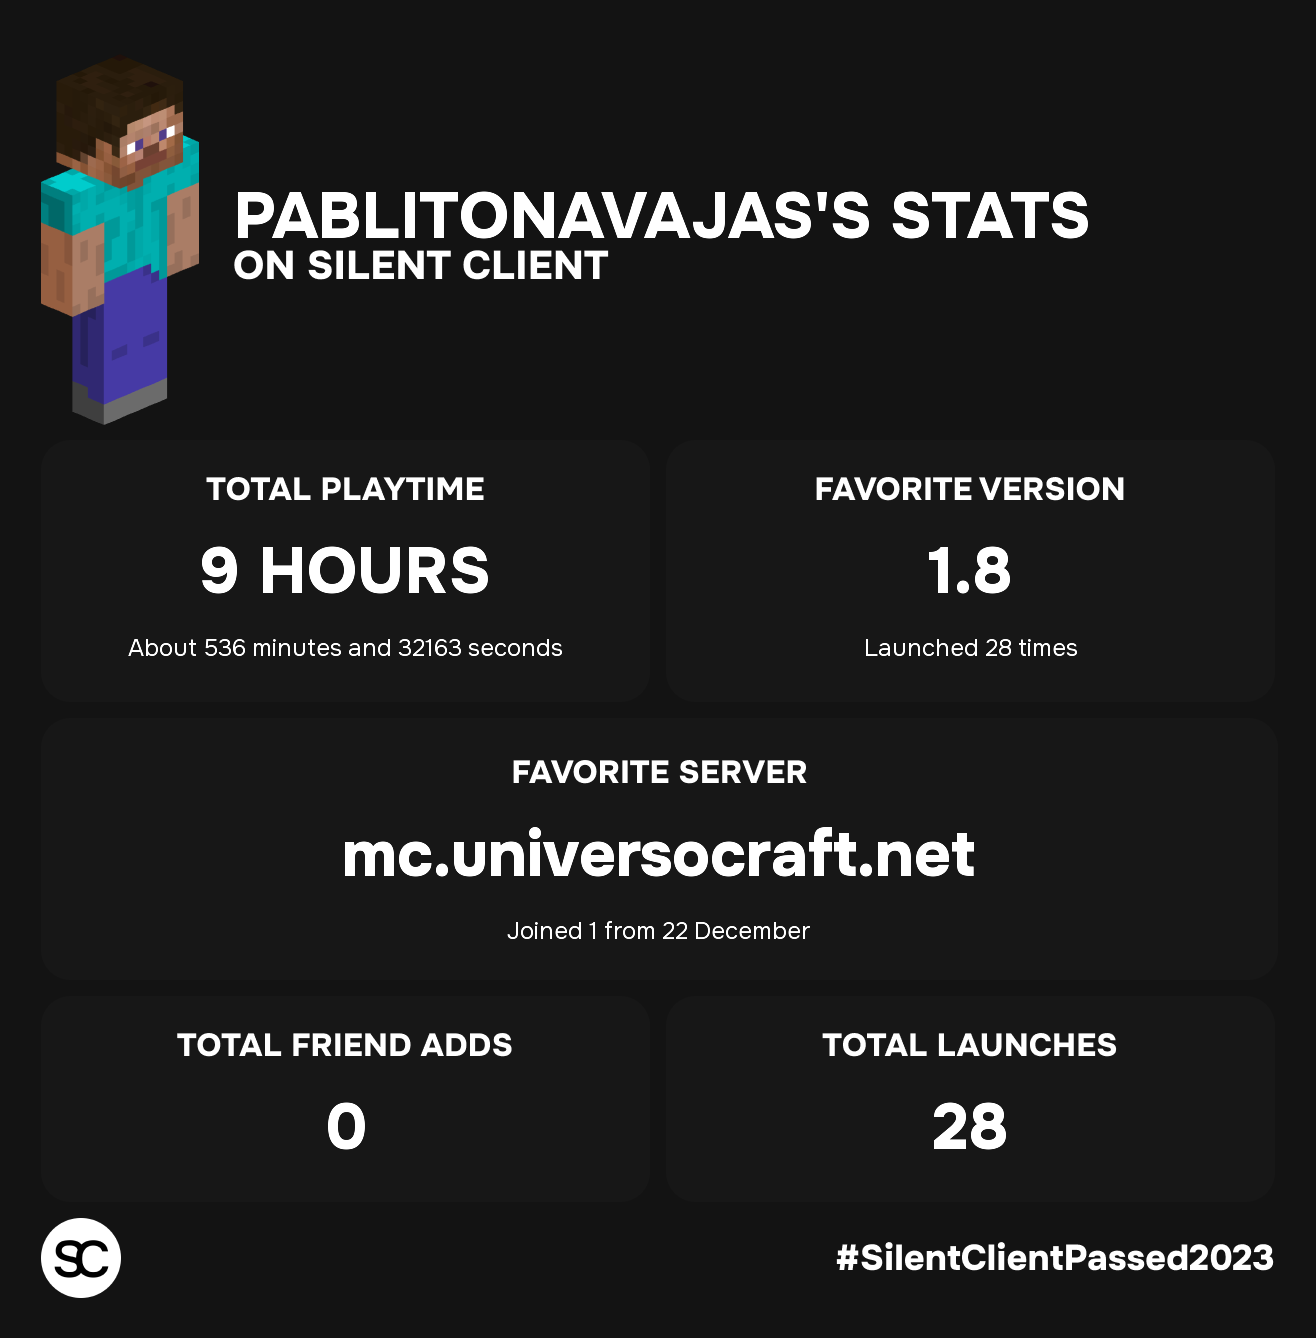 PABLITONAVAJAS'S STATS
ON SILENT CLIENT
TOTAL PLAYTIME
9 HOURS
About 536 minutes and 32163 seconds
FAVORITE VERSION
1.8
Launched 28 times
FAVORITE SERVER
mc.universocraft.net
Joined 1 from 22 December
TOTAL FRIEND ADDS
0
TOTAL LAUNCHES
28
SC
#SilentClientPassed2023